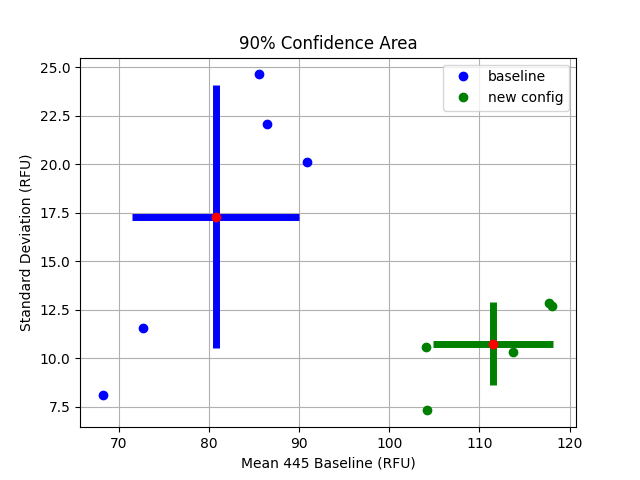 90% Confidence Area
baseline
new config
Standard Deviation (RFU)
25.0
22.5
20.0
17.5
15.0
12.5
10.0
7.5
70 80 90 100 110 120
Mean 445 Baseline (RFU)